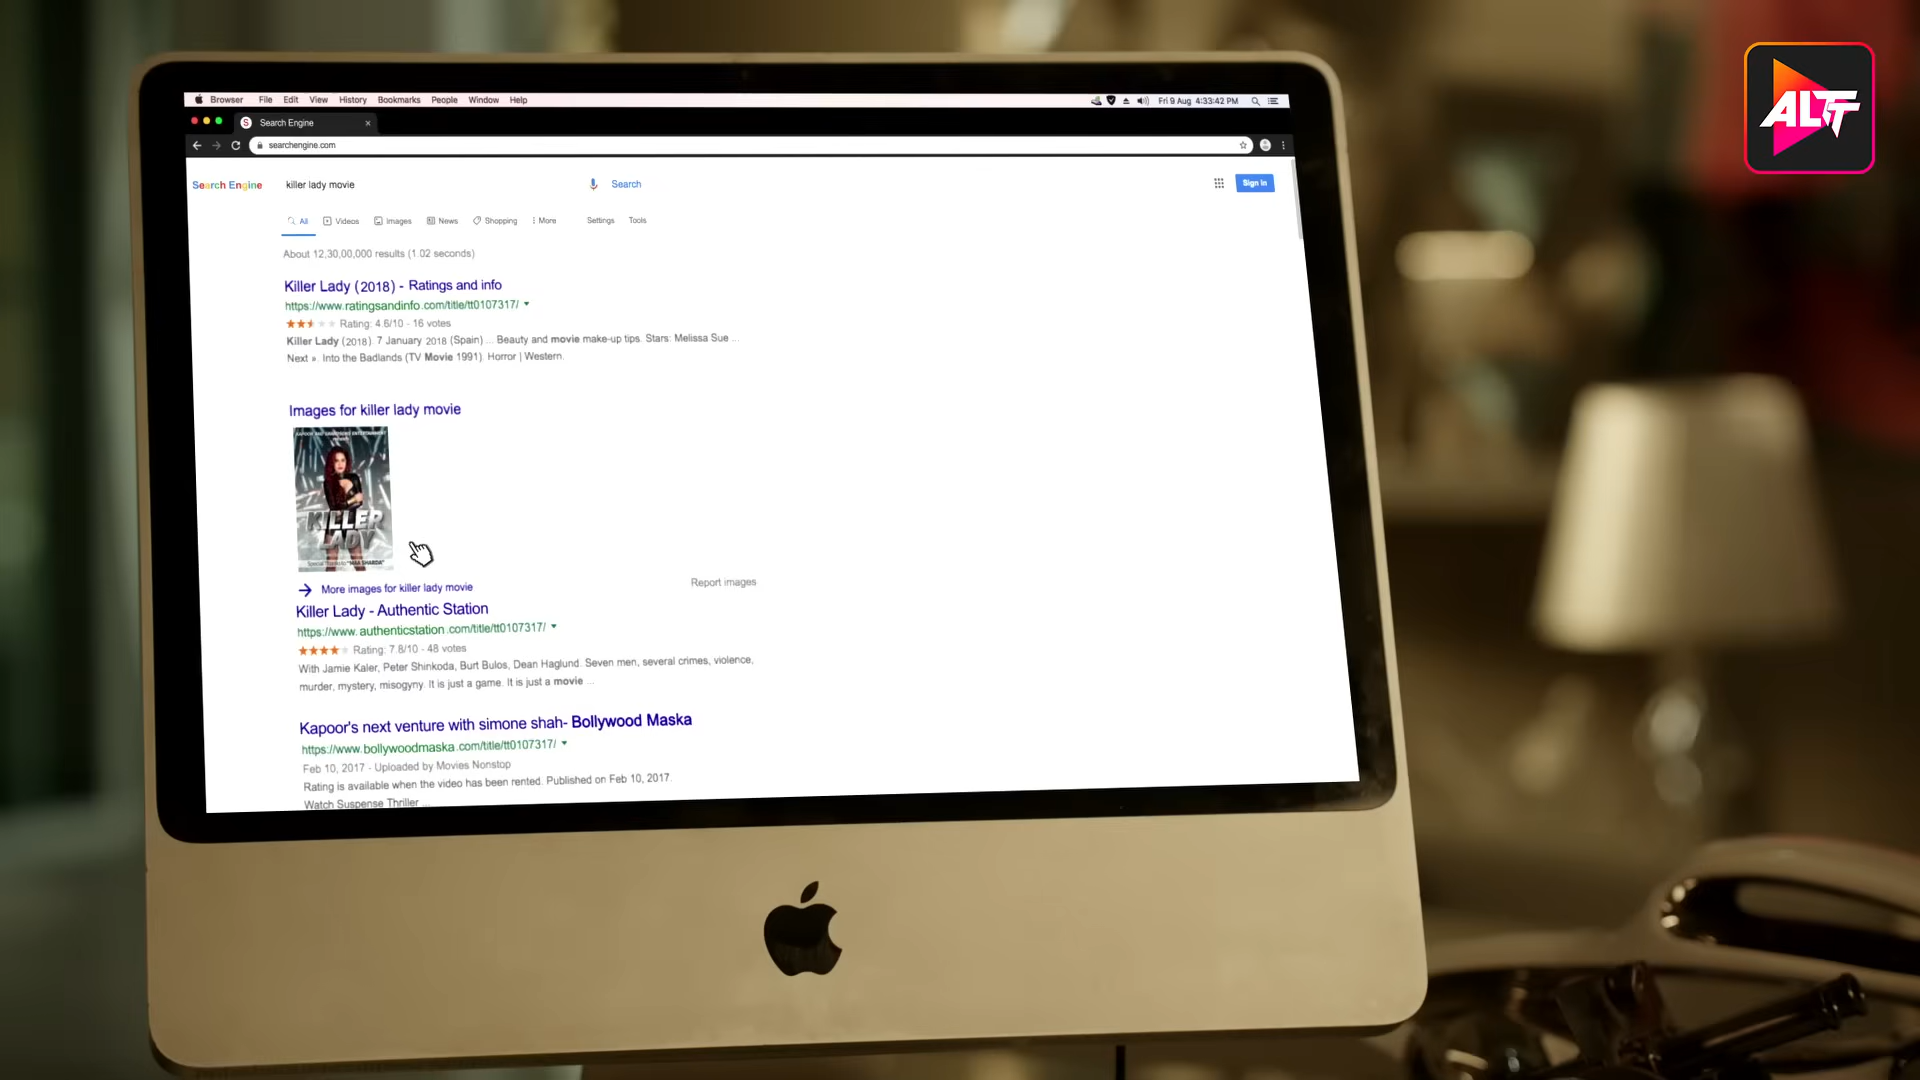 ALTT
Browser File Edit View History Bookmarks People Window Help
Fri 9 Aug 4:33:42 PM
S Search Engine
searchengine.com
Search Engine killer lady movie Search
Sign In
All Videos Images News Shopping More Settings Tools
About 12,30,00,000 results (1.02 seconds)
Killer Lady (2018) - Ratings and info
https://www.ratingsandinfo.com/title/tt0107317/
Rating: 4.6/10 - 16 votes
Killer Lady (2018). 7 January 2018 (Spain) ... Beauty and movie make-up tips. Stars: Melissa Sue ...
Next » Into the Badlands (TV Movie 1991). Horror | Western.
Images for killer lady movie
KILLER
LADY
Special Thanks to "MAA SHARDA"
More images for killer lady movie
Report images
Killer Lady - Authentic Station
https://www.authenticstation.com/title/tt0107317/
Rating: 7.8/10 - 48 votes
With Jamie Kaler, Peter Shinkoda, Burt Bulos, Dean Haglund. Seven men, several crimes, violence,
murder, mystery, misogyny. It is just a game. It is just a movie ...
Kapoor's next venture with simone shah- Bollywood Maska
https://www.bollywoodmaska.com/title/tt0107317/
Feb 10, 2017 - Uploaded by Movies Nonstop
Rating is available when the video has been rented. Published on Feb 10, 2017.
Watch Suspense Thriller ...